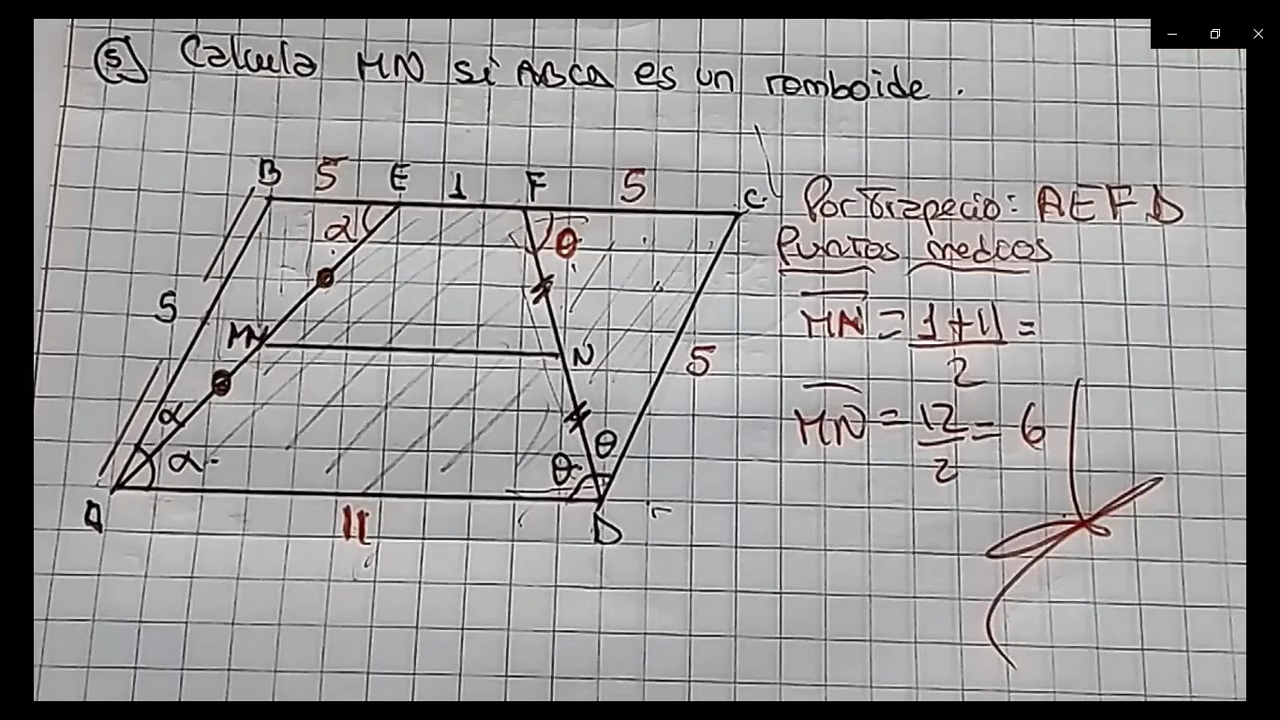 5) Calcula MN si ABCD es un romboide.
B 5 E 1 F 5 C
α θ
5 M N 5
α α θ θ
A 11 D
Por Trapecio: AEFD
Puntos medios
MN = 1+11 =
2
MN = 12 = 6
2